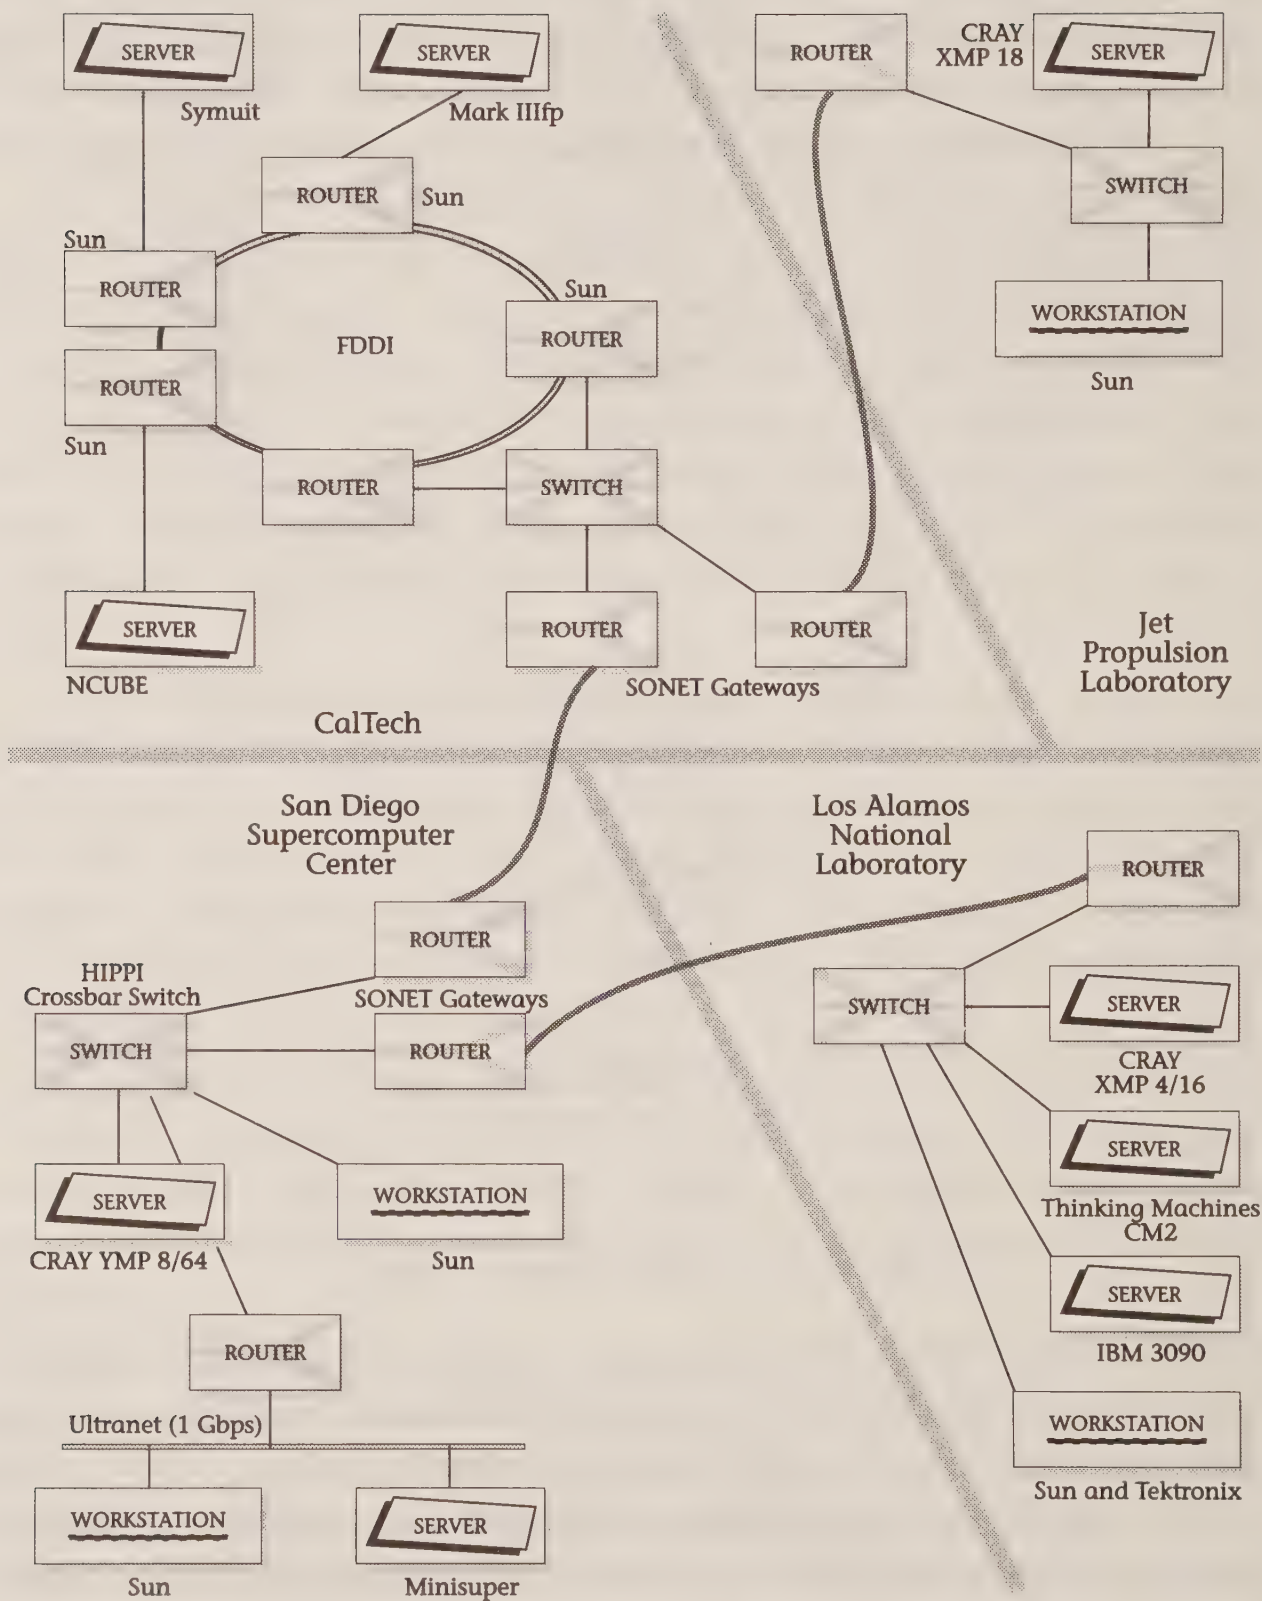 SERVER
Symuit
SERVER
Mark IIIfp
ROUTER
CRAY
XMP 18
SERVER
SWITCH
WORKSTATION
Sun
ROUTER
Sun
Sun
ROUTER
FDDI
Sun
ROUTER
ROUTER
Sun
ROUTER
SWITCH
SERVER
NCUBE
ROUTER
ROUTER
SONET Gateways
CalTech
Jet
Propulsion
Laboratory
San Diego
Supercomputer
Center
ROUTER
HIPPI
Crossbar Switch
SONET Gateways
SWITCH
ROUTER
SERVER
CRAY YMP 8/64
WORKSTATION
Sun
ROUTER
Ultranet (1 Gbps)
WORKSTATION
Sun
SERVER
Minisuper
Los Alamos
National
Laboratory
ROUTER
SWITCH
SERVER
CRAY
XMP 4/16
SERVER
Thinking Machines
CM2
SERVER
IBM 3090
WORKSTATION
Sun and Tektronix